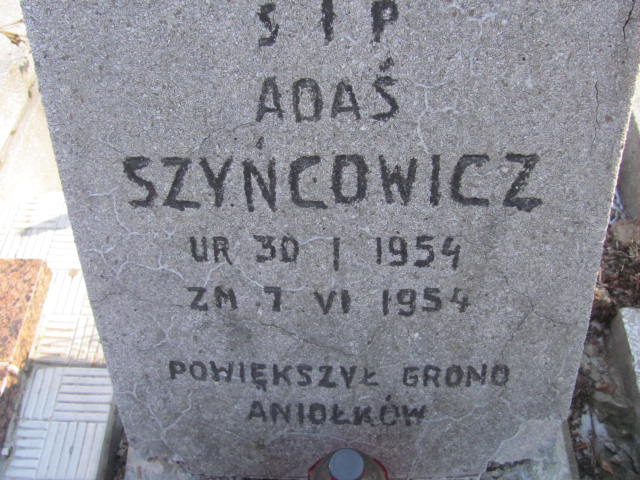 S I P
ADAŚ
SZYŃCOWICZ
UR 30 I 1954
ZM 7 VI 1954
POWIĘKSZYŁ GRONO
ANIOŁKÓW